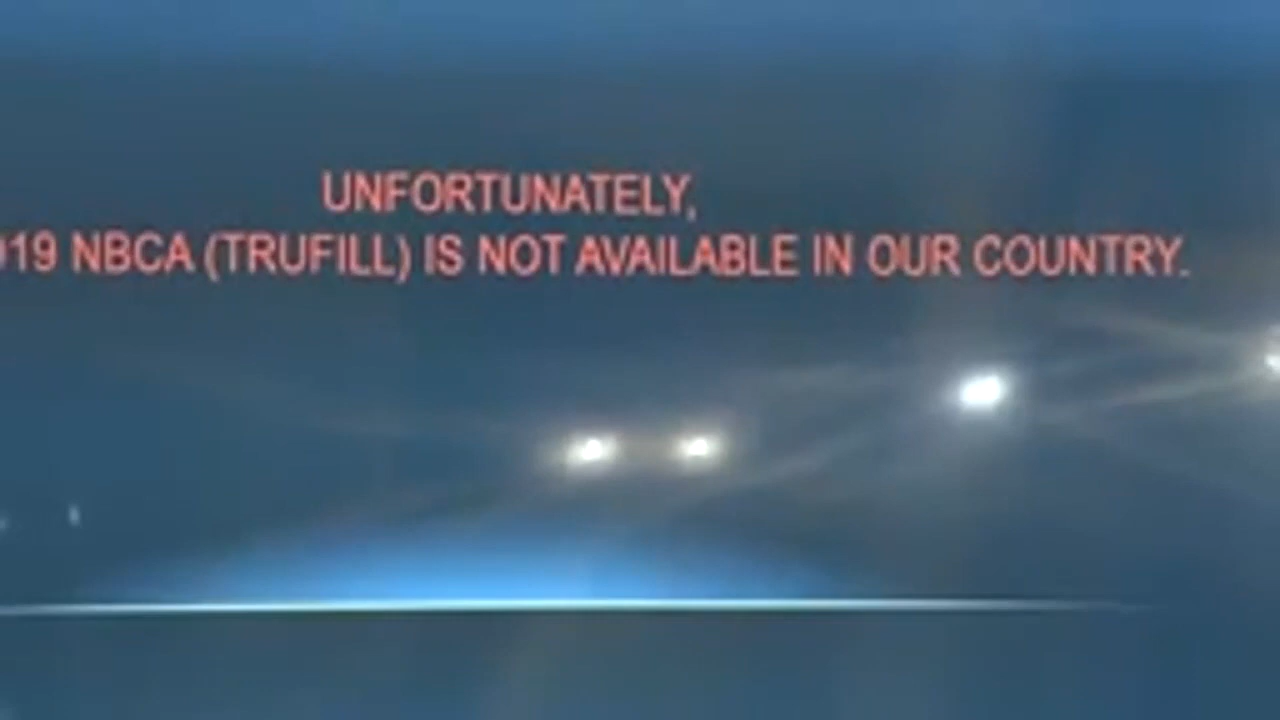 UNFORTUNATELY,
19 NBCA (TRUFILL) IS NOT AVAILABLE IN OUR COUNTRY.